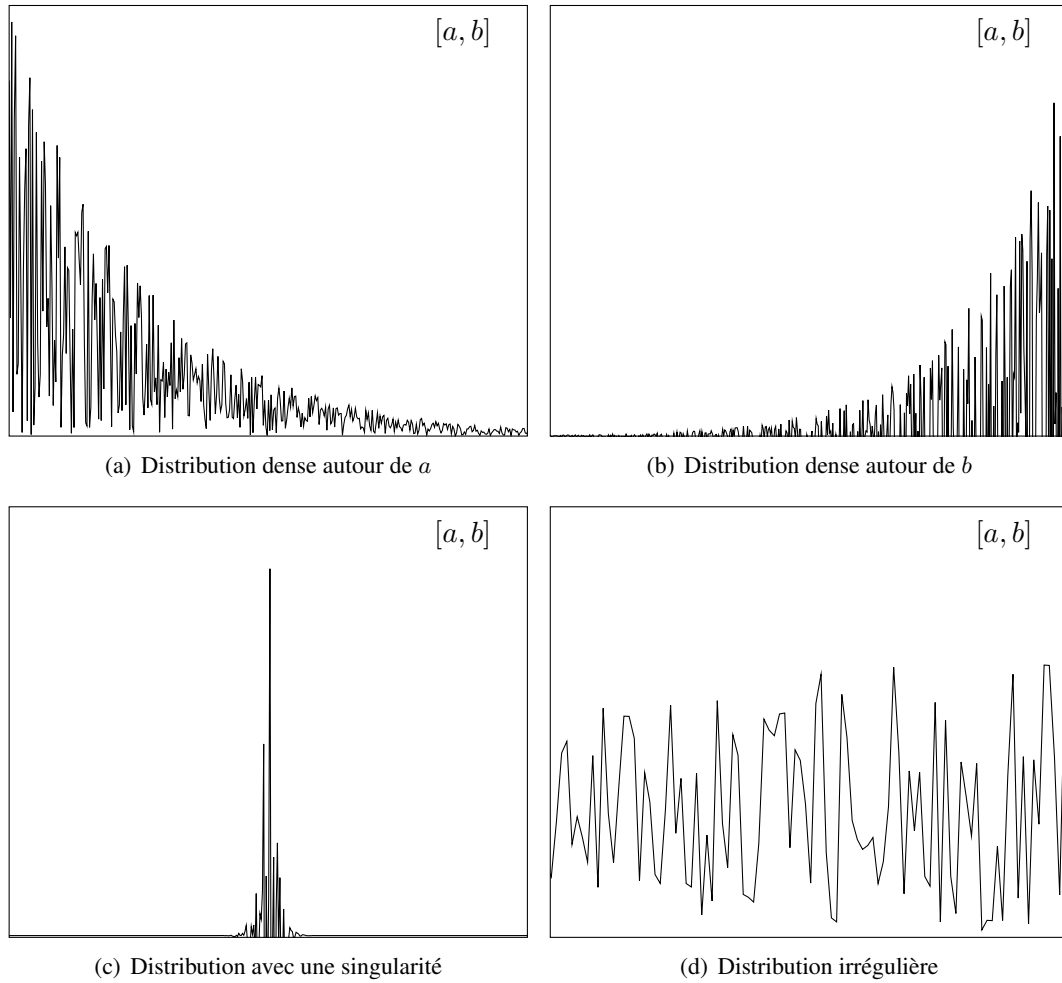 [a, b]
[a, b]
(a) Distribution dense autour de a
(b) Distribution dense autour de b
[a, b]
[a, b]
(c) Distribution avec une singularité
(d) Distribution irrégulière